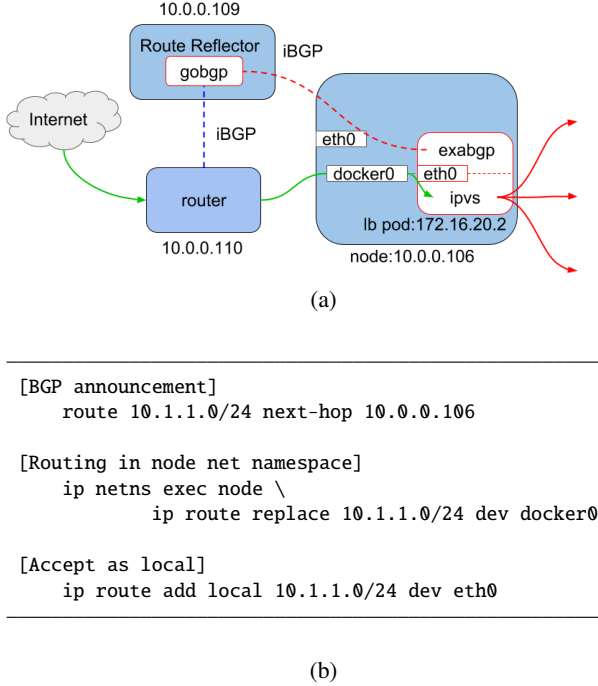 10.0.0.109
Route Reflector
iBGP
gobgp
Internet
iBGP
eth0
exabgp
docker0
eth0
router
ipvs
lb pod:172.16.20.2
10.0.0.110
node:10.0.0.106
(a)
[BGP announcement]
route 10.1.1.0/24 next-hop 10.0.0.106
[Routing in node net namespace]
ip netns exec node \
ip route replace 10.1.1.0/24 dev docker0
[Accept as local]
ip route add local 10.1.1.0/24 dev eth0
(b)